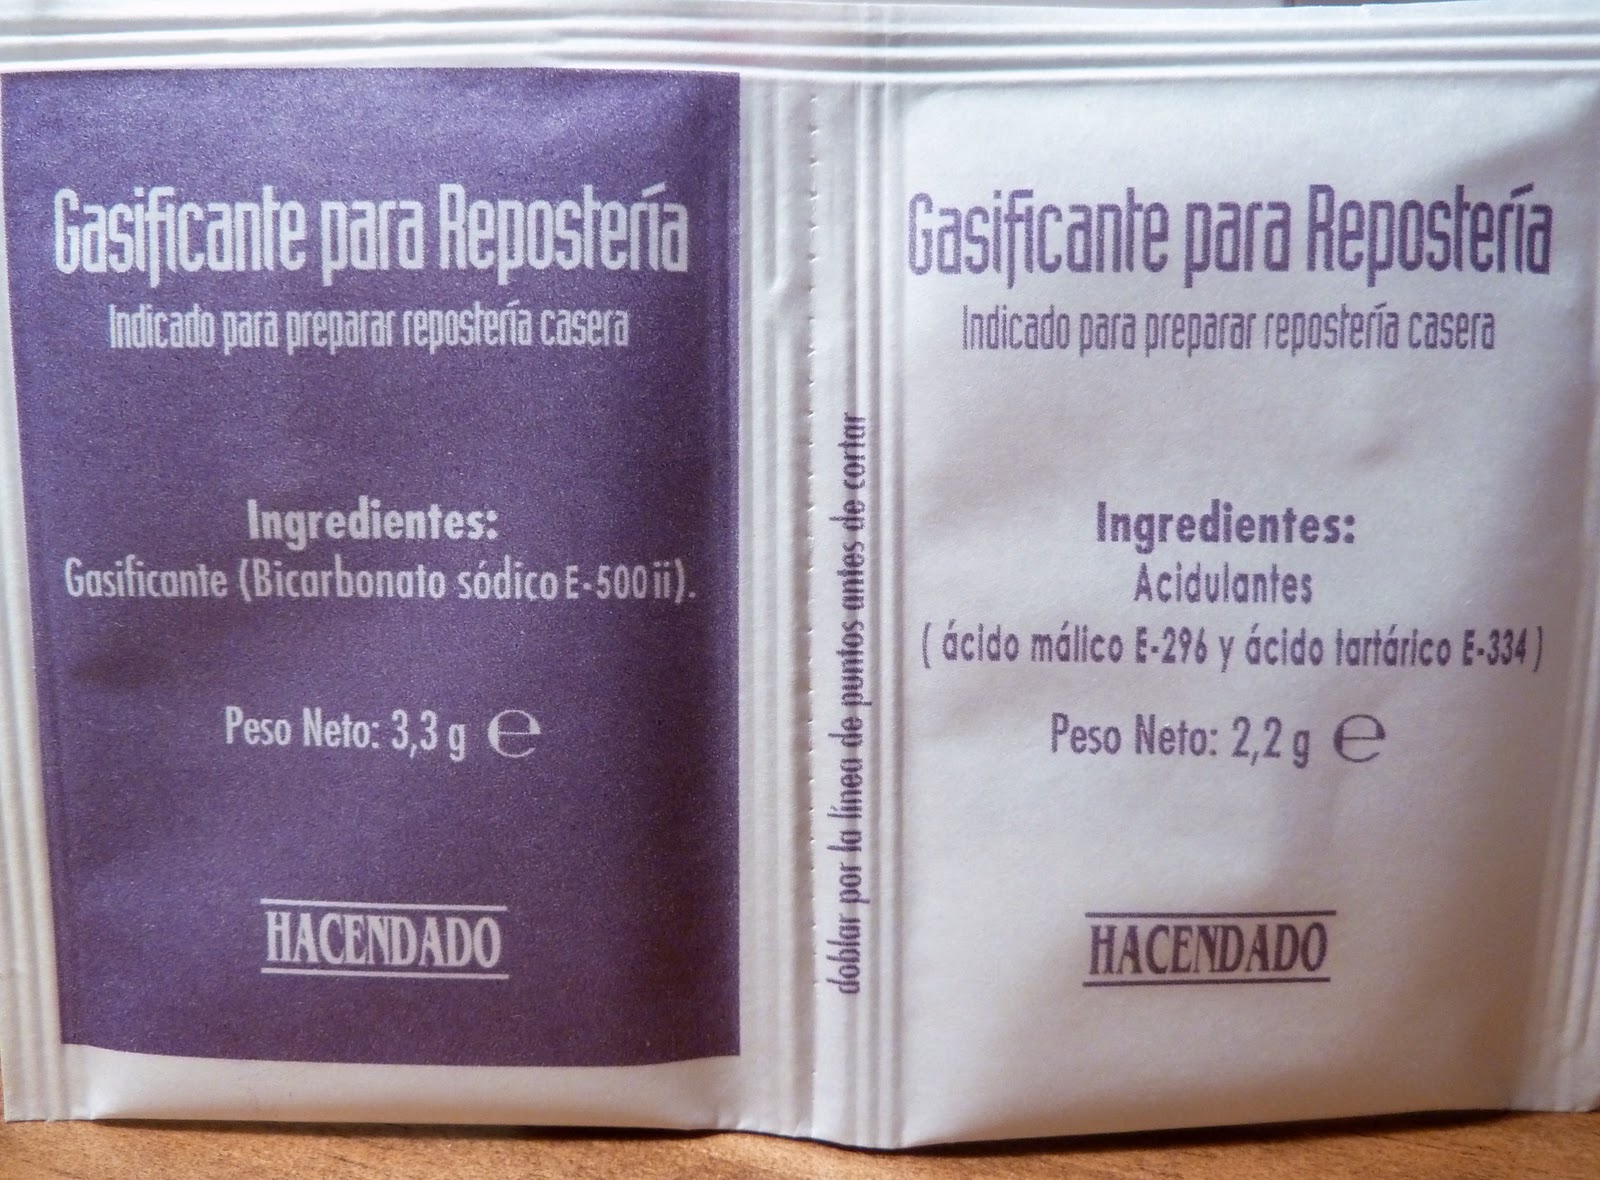 Gasificante para Repostería
Indicado para preparar repostería casera
Ingredientes:
Gasificante (Bicarbonato sódico E-500ii).
Peso Neto: 3,3 g ℮
HACENDADO
doblar por la línea de puntos antes de cortar
Gasificante para Repostería
Indicado para preparar repostería casera
Ingredientes:
Acidulantes
( ácido málico E-296 y ácido tartárico E-334 )
Peso Neto: 2,2 g ℮
HACENDADO